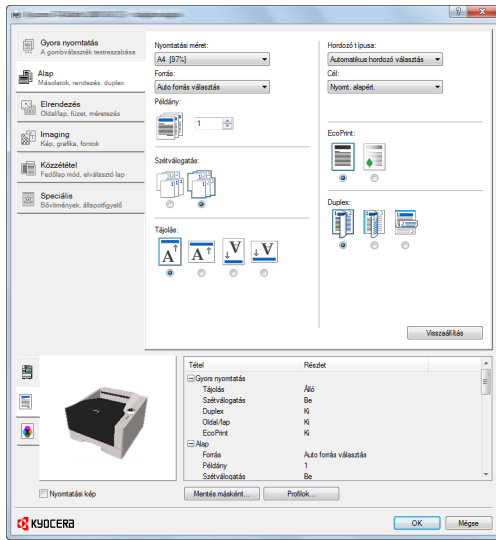 Gyors nyomtatás
A gombválaszték testreszabása
Alap
Másolatok, rendezés, duplex
Elrendezés
Oldal/lap, füzet, méretezés
Imaging
Kép, grafika, fontok
Közzététel
Fedőlap mód, elválasztó lap
Speciális
Bővítmények, állapotfigyelő
Nyomtatási méret:
A4 [97%]
Forrás:
Auto forrás választás
Példány:
1
Szétválogatás:
Tájolás:
Hordozó típusa:
Automatikus hordozó választás
Cél:
Nyomt. alapért.
EcoPrint:
Duplex:
Visszaállítás
Tétel Részlet
Gyors nyomtatás
Tájolás Álló
Szétválogatás Be
Duplex Ki
Oldal/lap Ki
EcoPrint Ki
Alap
Forrás Auto forrás választás
Példány 1
Szétválogatás Be
Nyomtatási kép
Mentés másként... Profilok...
KYOCERA
OK Mégse